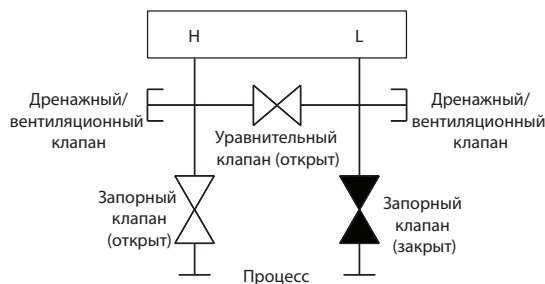 H
L
Дренажный/
вентиляционный
клапан
Уравнительный
клапан (открыт)
Дренажный/
вентиляционный
клапан
Запорный
клапан
(открыт)
Запорный
клапан
(закрыт)
Процесс